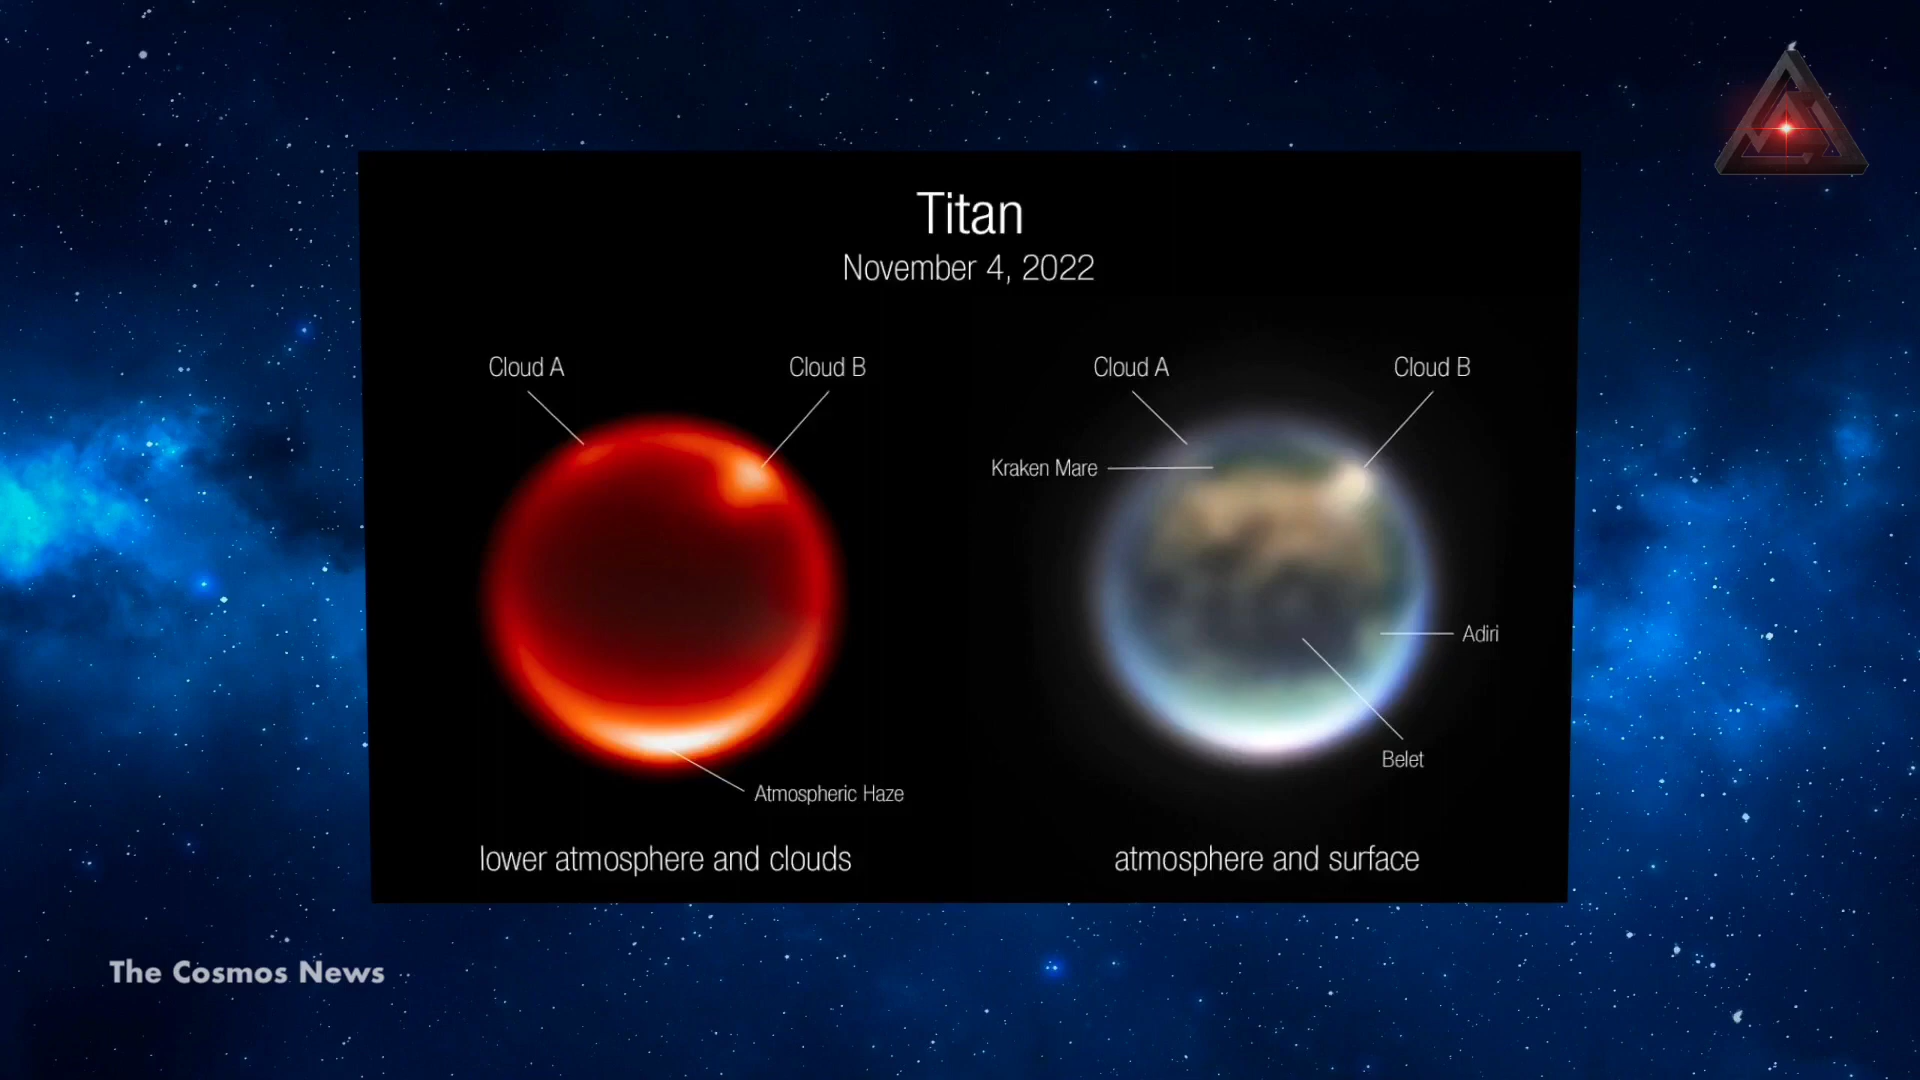 Titan
November 4, 2022
Cloud A
Cloud B
Cloud A
Cloud B
Kraken Mare
Adiri
Belet
Atmospheric Haze
lower atmosphere and clouds
atmosphere and surface
The Cosmos News